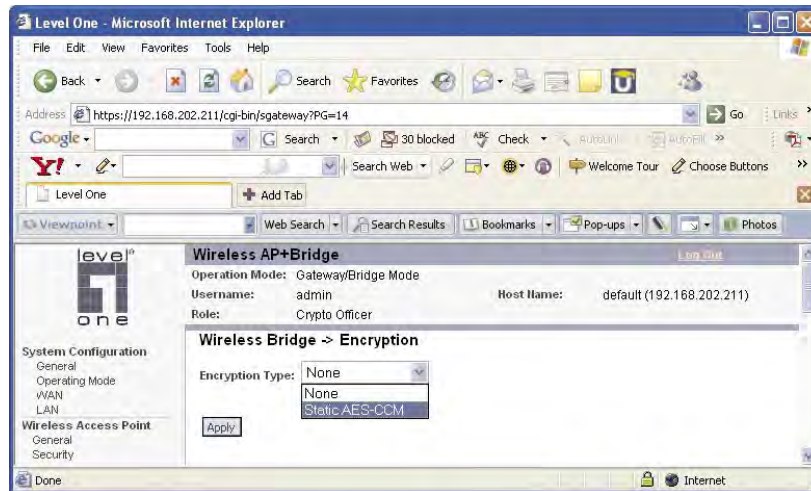 Level One - Microsoft Internet Explorer
File Edit View Favorites Tools Help
Back Search Favorites
Address https://192.168.202.211/cgi-bin/sgateway?PG=14 Go Links »
Google Search 30 blocked ABC Check AutoLink AutoFill »
Y! Search Web Welcome Tour Choose Buttons »
Level One Add Tab
Viewpoint Web Search Search Results Bookmarks Pop-ups Photos
level one
Wireless AP+Bridge Log Out
Operation Mode: Gateway/Bridge Mode
Username: admin Host Name: default (192.168.202.211)
Role: Crypto Officer
System Configuration
General
Operating Mode
WAN
LAN
Wireless Access Point
General
Security
Wireless Bridge -> Encryption
Encryption Type: None
None
Static AES-CCM
Apply
Done Internet